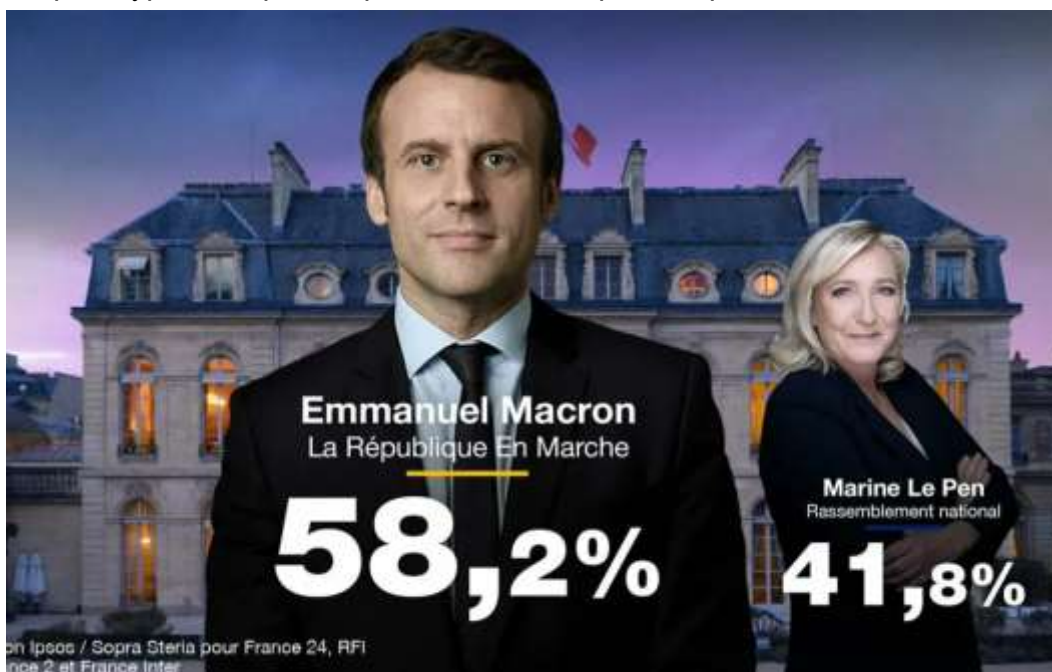 Emmanuel Macron
La République En Marche
58,2%
Marine Le Pen
Rassemblement national
41,8%
Ipsos / Sopra Steria pour France 24, RFI
2 et France Inter